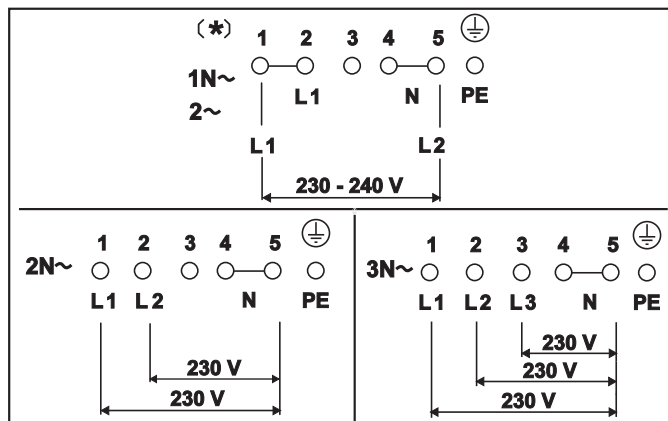 (*) 1 2 3 4 5
1N~ L1 N PE
2~
L1 L2
230 - 240 V
1 2 3 4 5
2N~
L1 L2 N PE
230 V
230 V
1 2 3 4 5
3N~
L1 L2 L3 N PE
230 V
230 V
230 V